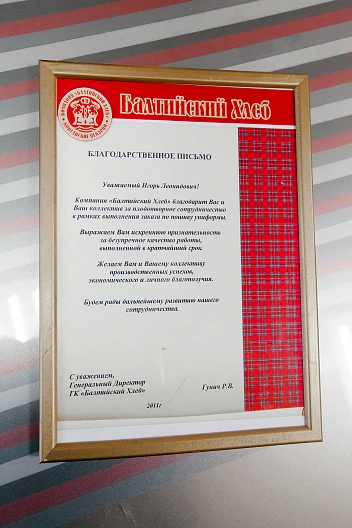 Балтийский Хлеб
БЛАГОДАРСТВЕННОЕ ПИСЬМО
Уважаемый Игорь Леонидович!
Компания «Балтийский Хлеб» благодарит Вас и
Ваш коллектив за плодотворное сотрудничество
в рамках выполнения заказа по пошиву униформы.
Выражаем Вам искреннюю признательность
за безупречное качество работы,
выполненной в кратчайший срок.
Желаем Вам и Вашему коллективу
производственных успехов,
экономического и личного благополучия.
Будем рады дальнейшему развитию нашего
сотрудничества.
С уважением,
Генеральный Директор
ГК «Балтийский Хлеб»
Гунич Р.В.
2011г